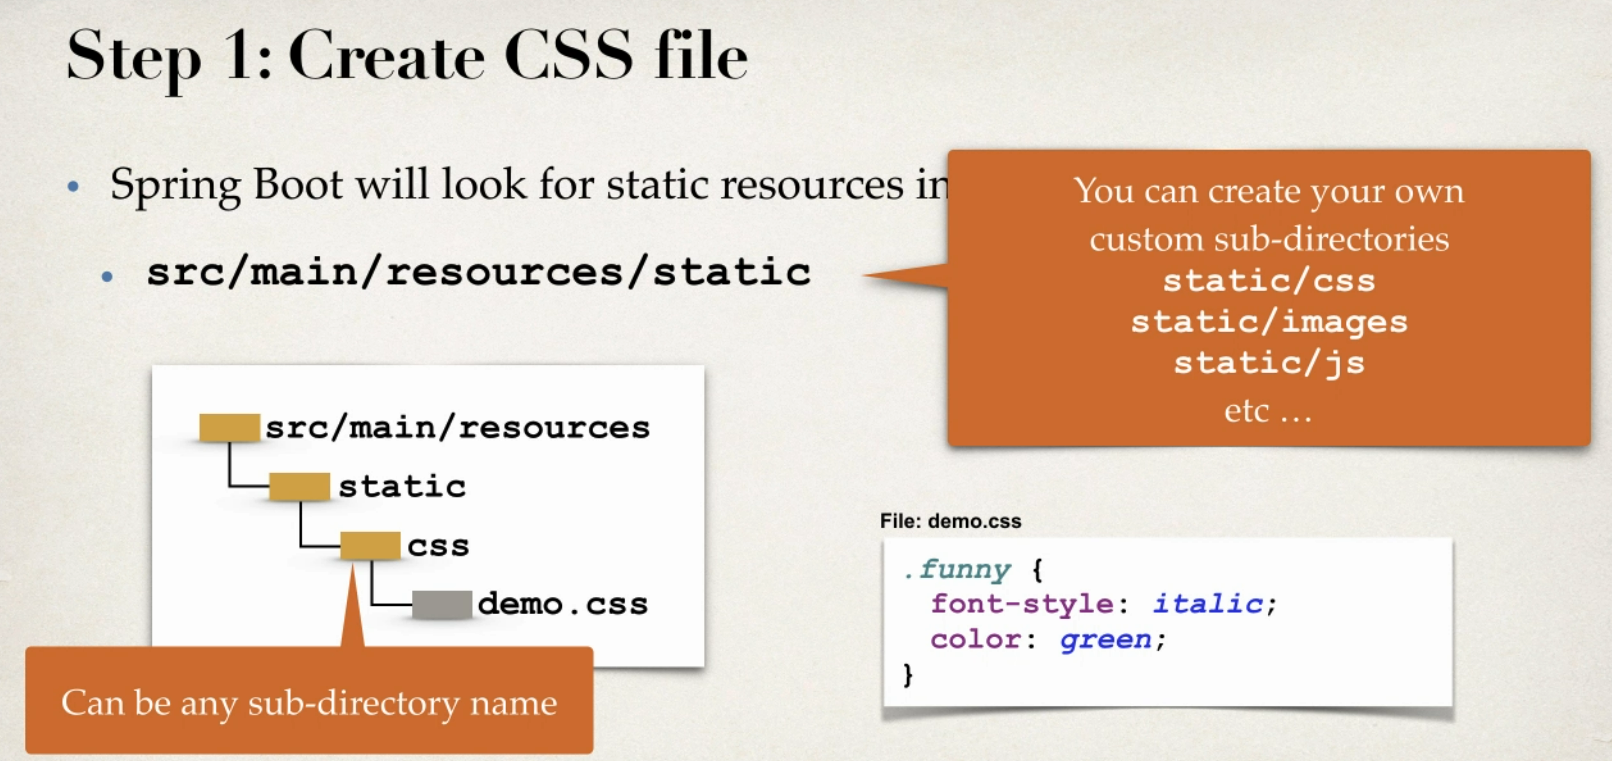 Step 1: Create CSS file
• Spring Boot will look for static resources in
• src/main/resources/static
You can create your own
custom sub-directories
static/css
static/images
static/js
etc …
src/main/resources
static
css
demo.css
Can be any sub-directory name
File: demo.css
.funny {
  font-style: italic;
  color: green;
}